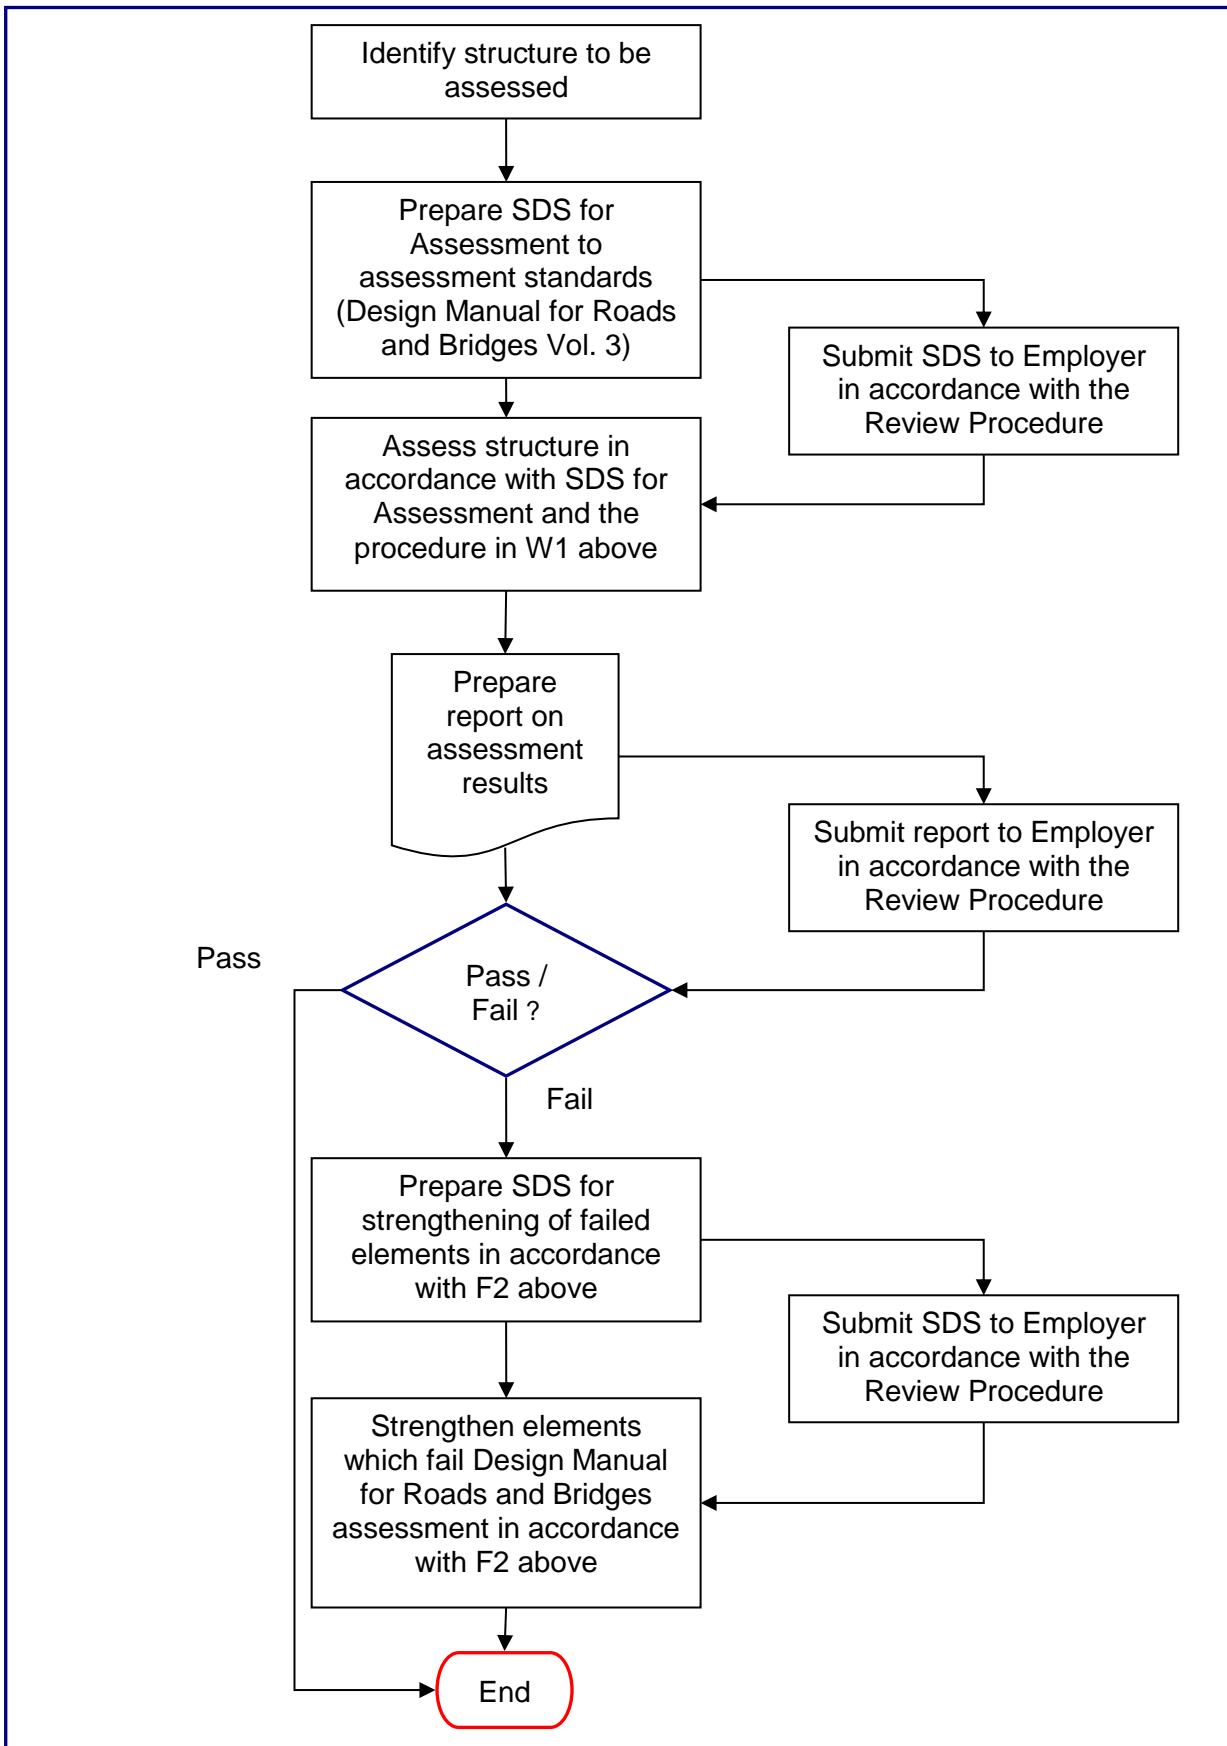 Identify structure to be
assessed
Prepare SDS for
Assessment to
assessment standards
(Design Manual for Roads
and Bridges Vol. 3)
Submit SDS to Employer
in accordance with the
Review Procedure
Assess structure in
accordance with SDS for
Assessment and the
procedure in W1 above
Prepare
report on
assessment
results
Submit report to Employer
in accordance with the
Review Procedure
Pass
Pass /
Fail ?
Fail
Prepare SDS for
strengthening of failed
elements in accordance
with F2 above
Submit SDS to Employer
in accordance with the
Review Procedure
Strengthen elements
which fail Design Manual
for Roads and Bridges
assessment in accordance
with F2 above
End